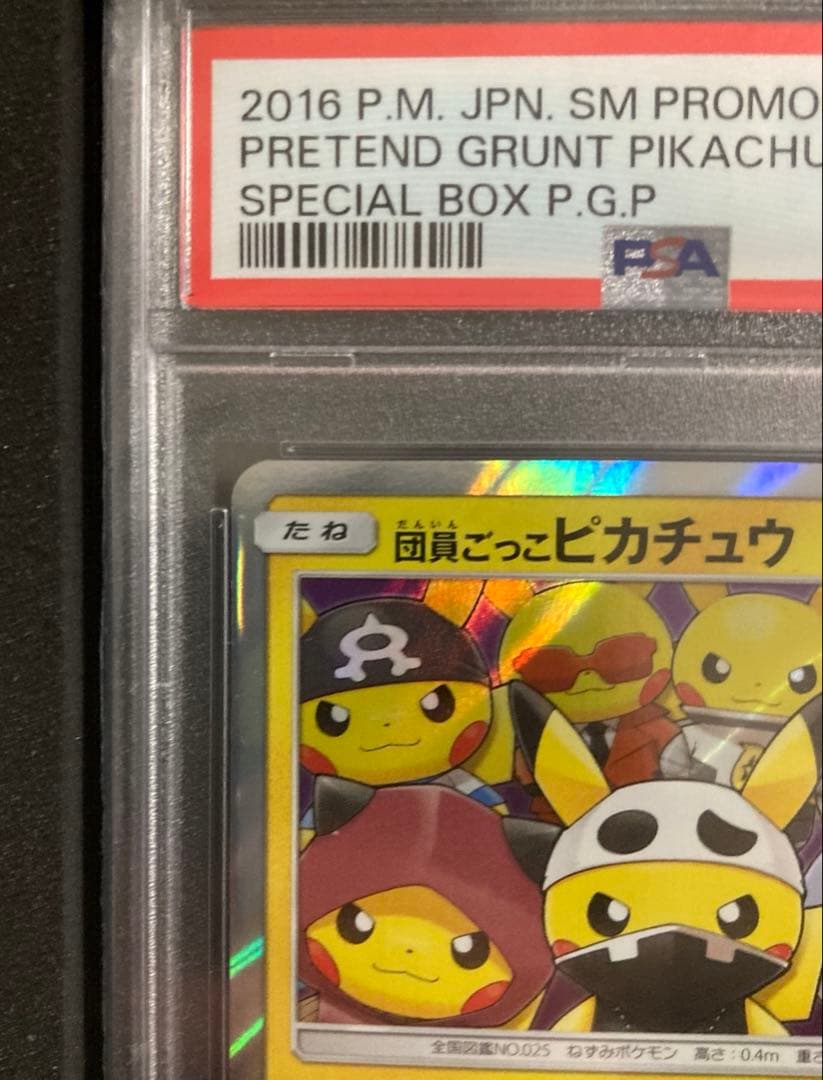 2016 P.M. JPN. SM PROMO
PRETEND GRUNT PIKACHU
SPECIAL BOX P.G.P
PSA
たね
だんいん
団員ごっこピカチュウ
全国図鑑NO.025 ねずみポケモン 高さ:0.4m 重さ